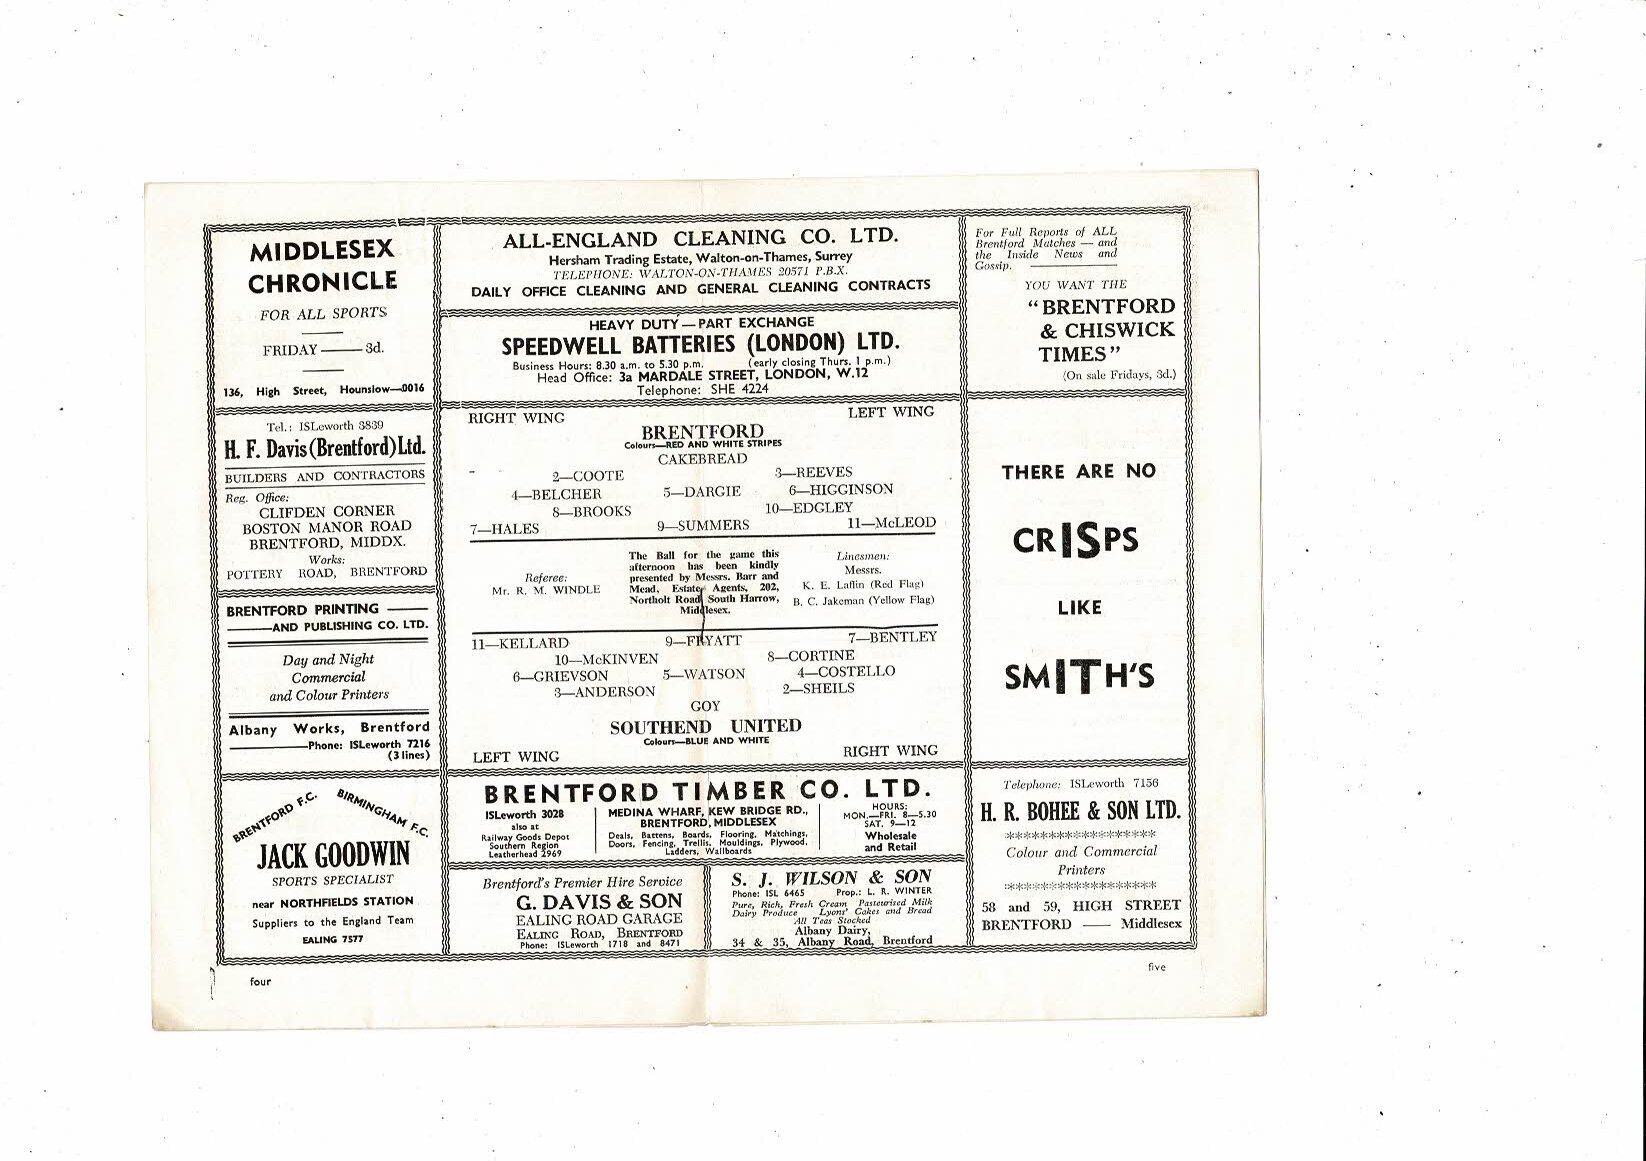 MIDDLESEX
CHRONICLE
FOR ALL SPORTS
FRIDAY —— 3d.
136, High Street, Hounslow—0016
Tel.: ISLeworth 3839
H. F. Davis (Brentford) Ltd.
BUILDERS AND CONTRACTORS
Reg. Office:
CLIFDEN CORNER
BOSTON MANOR ROAD
BRENTFORD, MIDDX.
Works:
POTTERY ROAD, BRENTFORD
BRENTFORD PRINTING ——
——AND PUBLISHING CO. LTD.
Day and Night
Commercial
and Colour Printers
Albany Works, Brentford
——Phone: ISLeworth 7216
(3 lines)
BRENTFORD F.C. BIRMINGHAM F.C.
JACK GOODWIN
SPORTS SPECIALIST
near NORTHFIELDS STATION
Suppliers to the England Team
EALING 7577
four
ALL-ENGLAND CLEANING CO. LTD.
Hersham Trading Estate, Walton-on-Thames, Surrey
TELEPHONE: WALTON-ON-THAMES 20571 P.B.X.
DAILY OFFICE CLEANING AND GENERAL CLEANING CONTRACTS
HEAVY DUTY — PART EXCHANGE
SPEEDWELL BATTERIES (LONDON) LTD.
Business Hours: 8.30 a.m. to 5.30 p.m. (early closing Thurs. 1 p.m.)
Head Office: 3a MARDALE STREET, LONDON, W.12
Telephone: SHE 4224
RIGHT WING LEFT WING
BRENTFORD
Colours—RED AND WHITE STRIPES
CAKEBREAD
2—COOTE 3—REEVES
4—BELCHER 5—DARGIE 6—HIGGINSON
8—BROOKS 10—EDGLEY
7—HALES 9—SUMMERS 11—McLEOD
Referee:
Mr. R. M. WINDLE
The Ball for the game this
afternoon has been kindly
presented by Messrs. Barr and
Mead, Estate Agents, 202,
Northolt Road, South Harrow,
Middlesex.
Linesmen:
Messrs.
K. E. Laflin (Red Flag)
B. C. Jakeman (Yellow Flag)
11—KELLARD 9—FRYATT 7—BENTLEY
10—McKINVEN 8—CORTINE
6—GRIEVSON 5—WATSON 4—COSTELLO
3—ANDERSON 2—SHEILS
GOY
SOUTHEND UNITED
Colours—BLUE AND WHITE
LEFT WING RIGHT WING
BRENTFORD TIMBER CO. LTD.
ISLeworth 3028
also at
Railway Goods Depot
Southern Region
Leatherhead 2969
MEDINA WHARF, KEW BRIDGE RD.,
BRENTFORD, MIDDLESEX
Deals, Battens, Boards, Flooring, Matchings,
Doors, Fencing, Trellis, Mouldings, Plywood,
Ladders, Wallboards
HOURS:
MON.—FRI. 8—5.30
SAT. 9—12
Wholesale
and Retail
Brentford's Premier Hire Service
G. DAVIS & SON
EALING ROAD GARAGE
EALING ROAD, BRENTFORD
Phone: ISLeworth 1718 and 8471
S. J. WILSON & SON
Phone: ISL 6465 Prop.: L. R. WINTER
Pure, Rich, Fresh Cream Pasteurised Milk
Dairy Produce Lyons' Cakes and Bread
All Teas Stocked
Albany Dairy,
34 & 35, Albany Road, Brentford
For Full Reports of ALL
Brentford Matches — and
the Inside News and
Gossip. ——
YOU WANT THE
"BRENTFORD
& CHISWICK
TIMES"
(On sale Fridays, 3d.)
THERE ARE NO
CRISPS
LIKE
SMITH'S
Telephone: ISLeworth 7156
H. R. BOHEE & SON LTD.
******************
Colour and Commercial
Printers
******************
58 and 59, HIGH STREET
BRENTFORD —— Middlesex
five